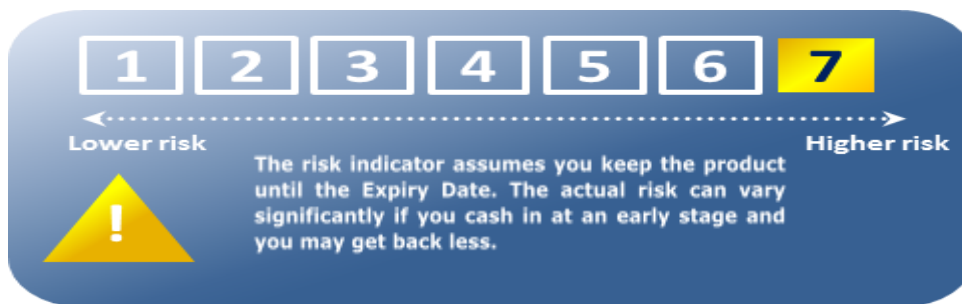 1 2 3 4 5 6 7
Lower risk Higher risk
The risk indicator assumes you keep the product
until the Expiry Date. The actual risk can vary
significantly if you cash in at an early stage and
you may get back less.
!